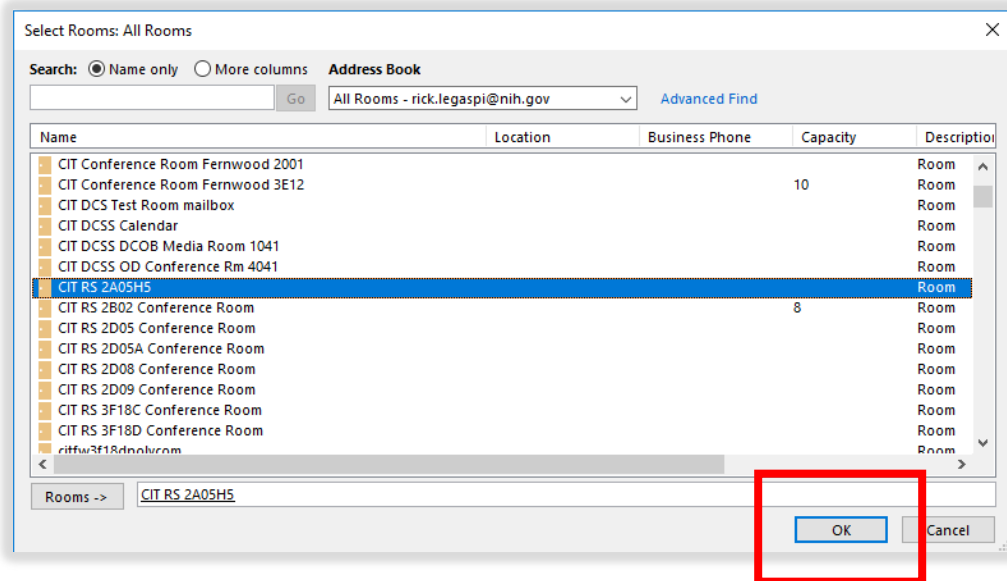 Select Rooms: All Rooms
Search: Name only More columns Address Book
Go All Rooms - rick.legaspi@nih.gov Advanced Find
Name Location Business Phone Capacity Description
CIT Conference Room Fernwood 2001 Room
CIT Conference Room Fernwood 3E12 10 Room
CIT DCS Test Room mailbox Room
CIT DCSS Calendar Room
CIT DCSS DCOB Media Room 1041 Room
CIT DCSS OD Conference Rm 4041 Room
CIT RS 2A05H5 Room
CIT RS 2B02 Conference Room 8 Room
CIT RS 2D05 Conference Room Room
CIT RS 2D05A Conference Room Room
CIT RS 2D08 Conference Room Room
CIT RS 2D09 Conference Room Room
CIT RS 3F18C Conference Room Room
CIT RS 3F18D Conference Room Room
citfw3f18dpolycom Room
Rooms -> CIT RS 2A05H5
OK Cancel